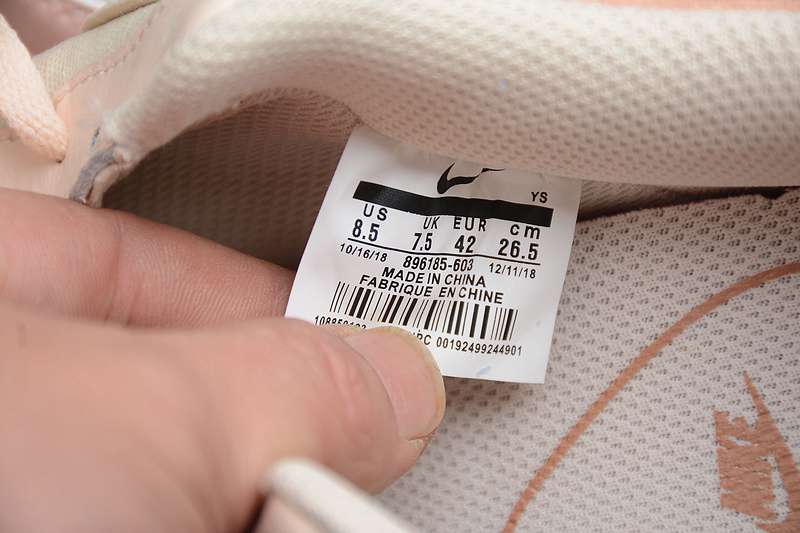 YS
US UK EUR cm
8.5 7.5 42 26.5
10/16/18 896185-603 12/11/18
MADE IN CHINA
FABRIQUE EN CHINE
00192499244901